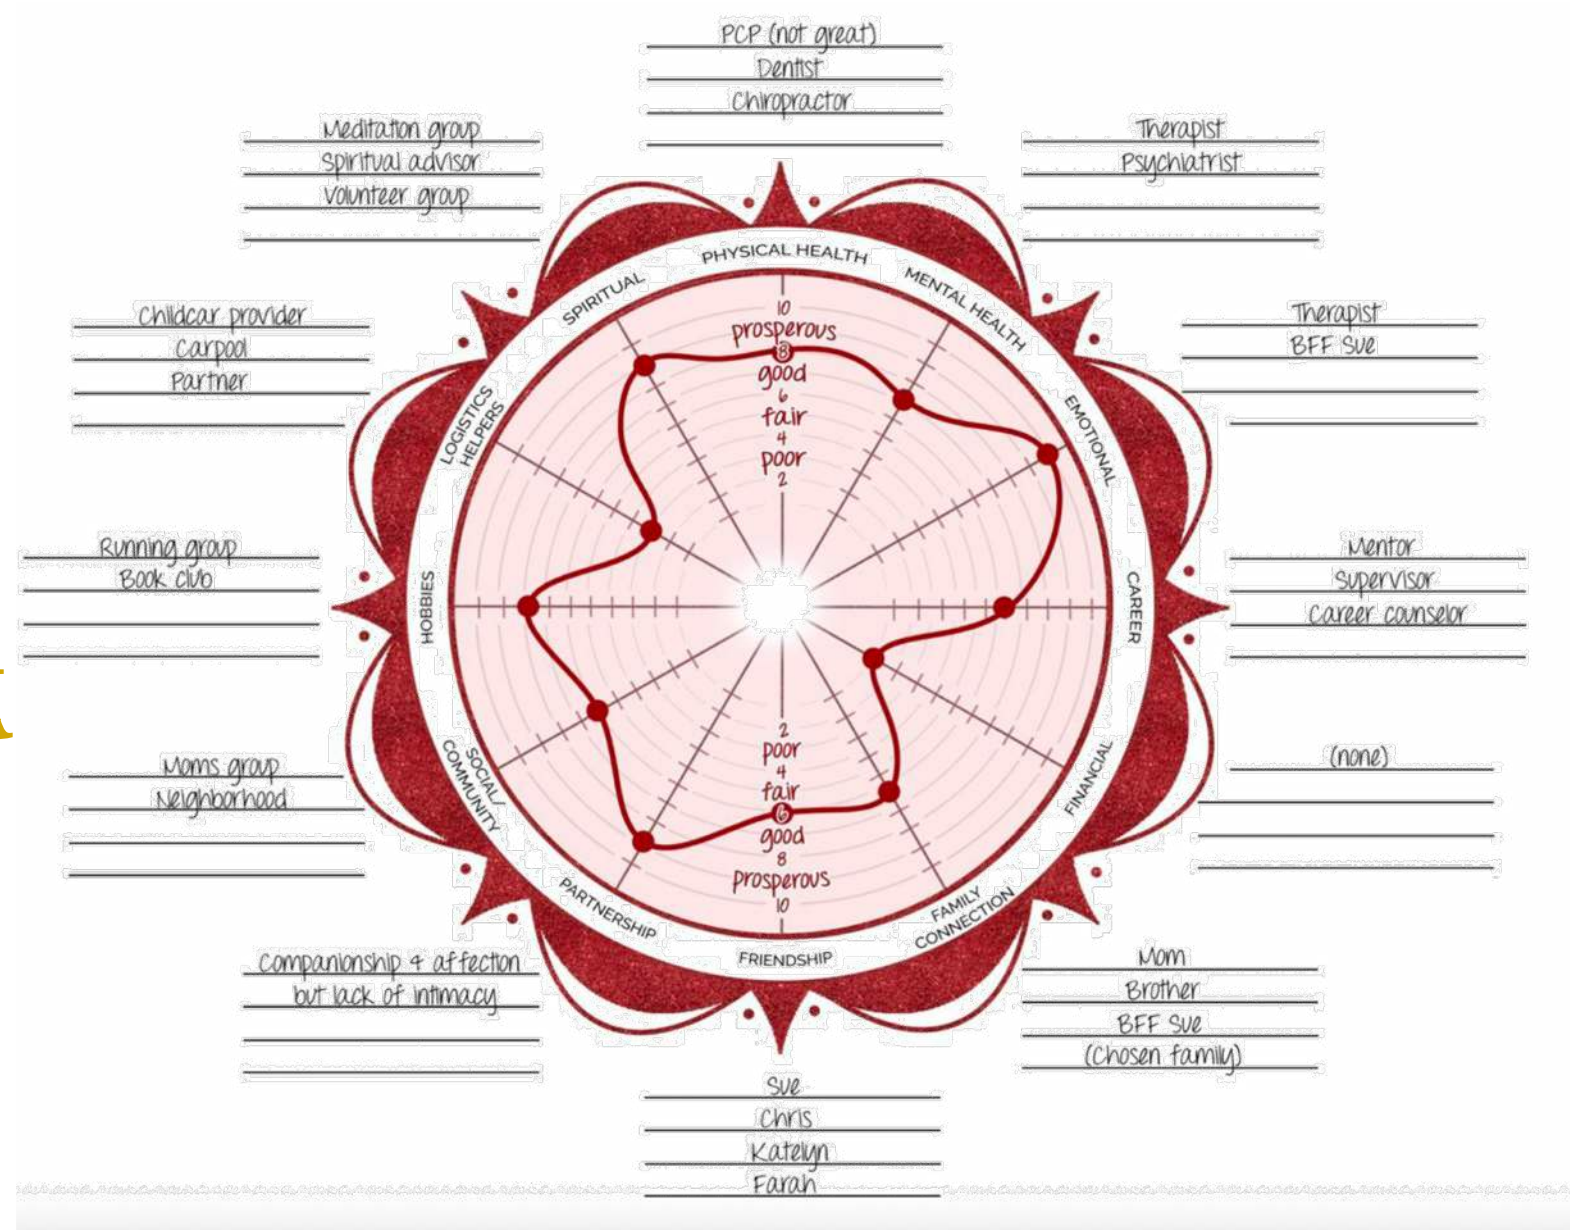 PCP (not great)
Dentist
Chiropractor
Meditation group
Spiritual advisor
Volunteer group
Therapist
Psychiatrist
Childcar provider
Carpool
Partner
Therapist
BFF Sue
PHYSICAL HEALTH
SPIRITUAL
MENTAL HEALTH
LOGISTICS
HELPERS
EMOTIONAL
HOBBIES
CAREER
SOCIAL/
COMMUNITY
FINANCIAL
PARTNERSHIP
FAMILY
CONNECTION
FRIENDSHIP
10
prosperous
8
good
6
fair
4
poor
2
2
poor
4
fair
6
good
8
prosperous
10
Running group
Book club
Mentor
Supervisor
Career counselor
Moms group
Neighborhood
(none)
Companionship & affection
but lack of intimacy
Mom
Brother
BFF Sue
(Chosen family)
Sue
Chris
Katelyn
Farah